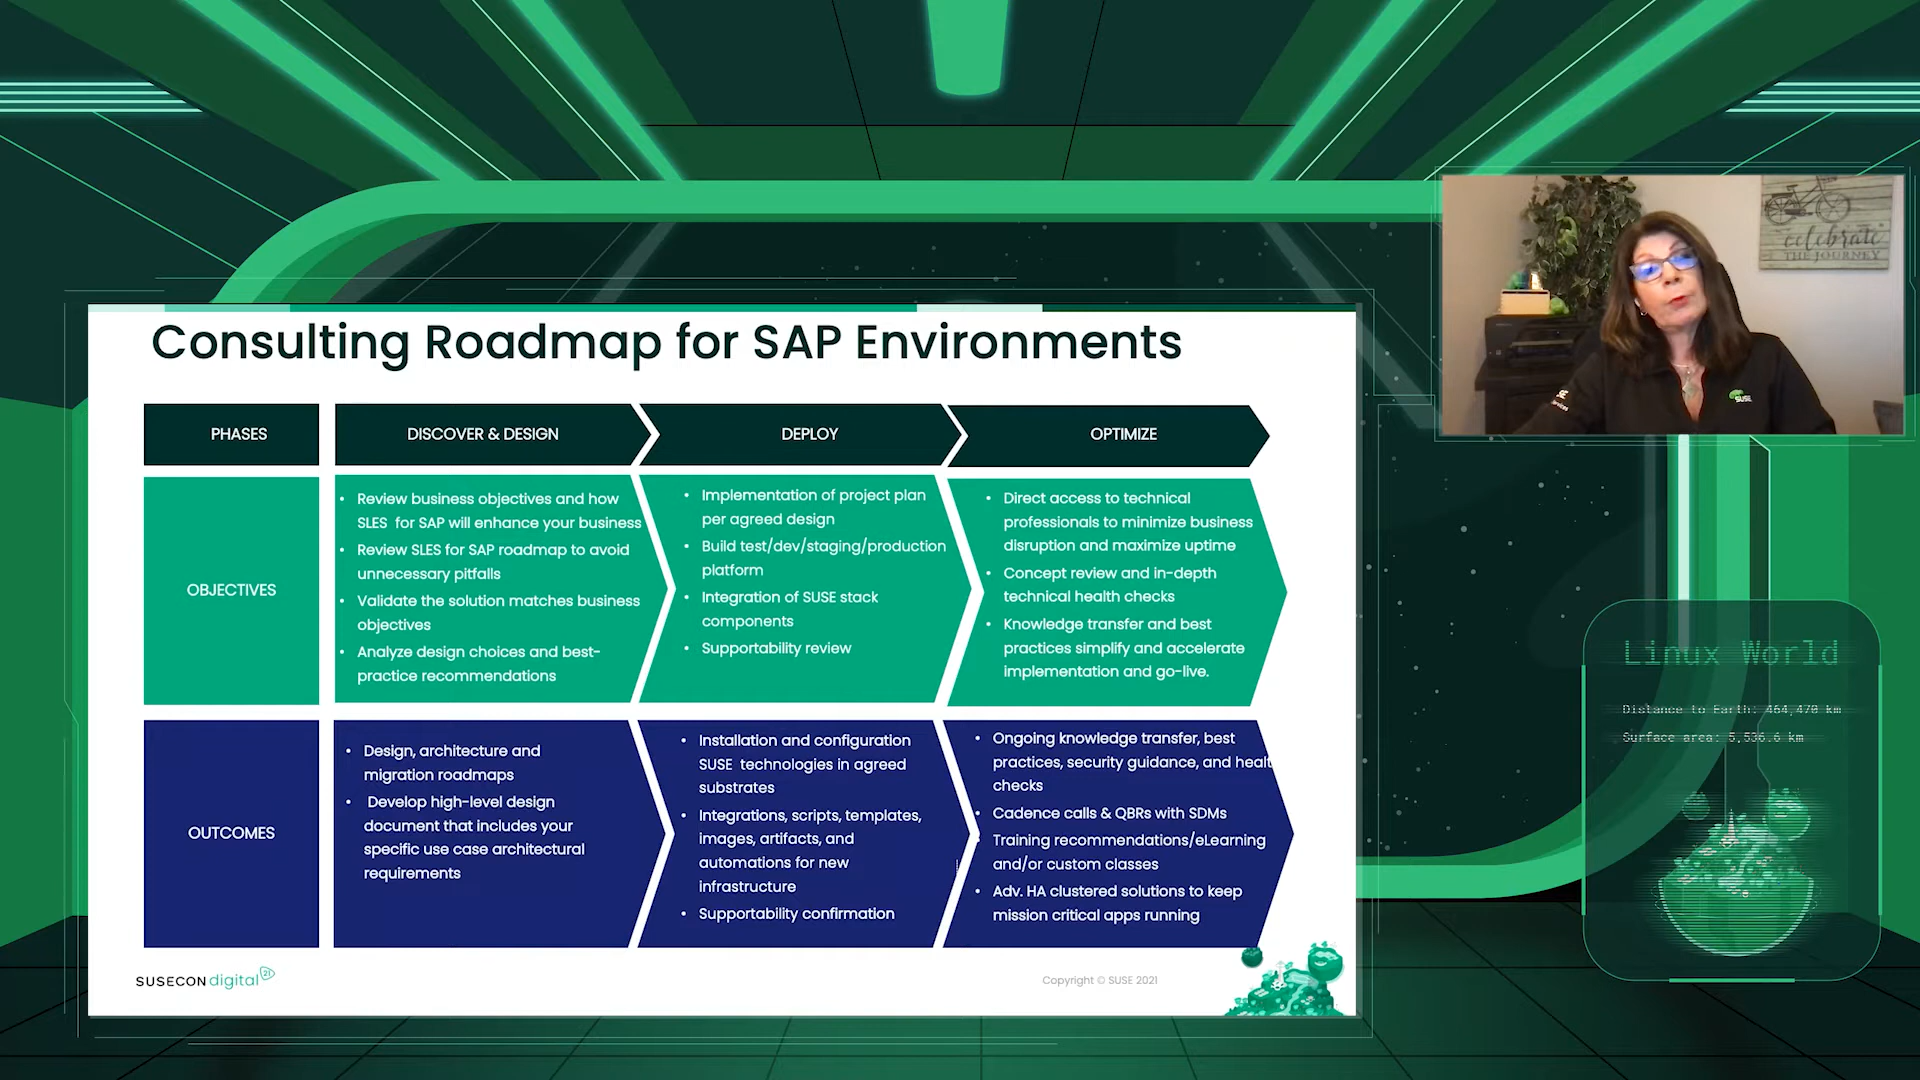 Consulting Roadmap for SAP Environments
PHASES
DISCOVER & DESIGN
DEPLOY
OPTIMIZE
OBJECTIVES
• Review business objectives and how
SLES for SAP will enhance your business
• Review SLES for SAP roadmap to avoid
unnecessary pitfalls
• Validate the solution matches business
objectives
• Analyze design choices and best-
practice recommendations
• Implementation of project plan
per agreed design
• Build test/dev/staging/production
platform
• Integration of SUSE stack
components
• Supportability review
• Direct access to technical
professionals to minimize business
disruption and maximize uptime
• Concept review and in-depth
technical health checks
• Knowledge transfer and best
practices simplify and accelerate
implementation and go-live.
OUTCOMES
• Design, architecture and
migration roadmaps
• Develop high-level design
document that includes your
specific use case architectural
requirements
• Installation and configuration
SUSE technologies in agreed
substrates
• Integrations, scripts, templates,
images, artifacts, and
automations for new
infrastructure
• Supportability confirmation
• Ongoing knowledge transfer, best
practices, security guidance, and healt
checks
• Cadence calls & QBRs with SDMs
• Training recommendations/eLearning
and/or custom classes
• Adv. HA clustered solutions to keep
mission critical apps running
SUSECON digital 21
Copyright © SUSE 2021
celebrate
THE JOURNEY
SUSE
Linux World
Distance to Earth: 464,470 km
Surface area: 5,536.6 km